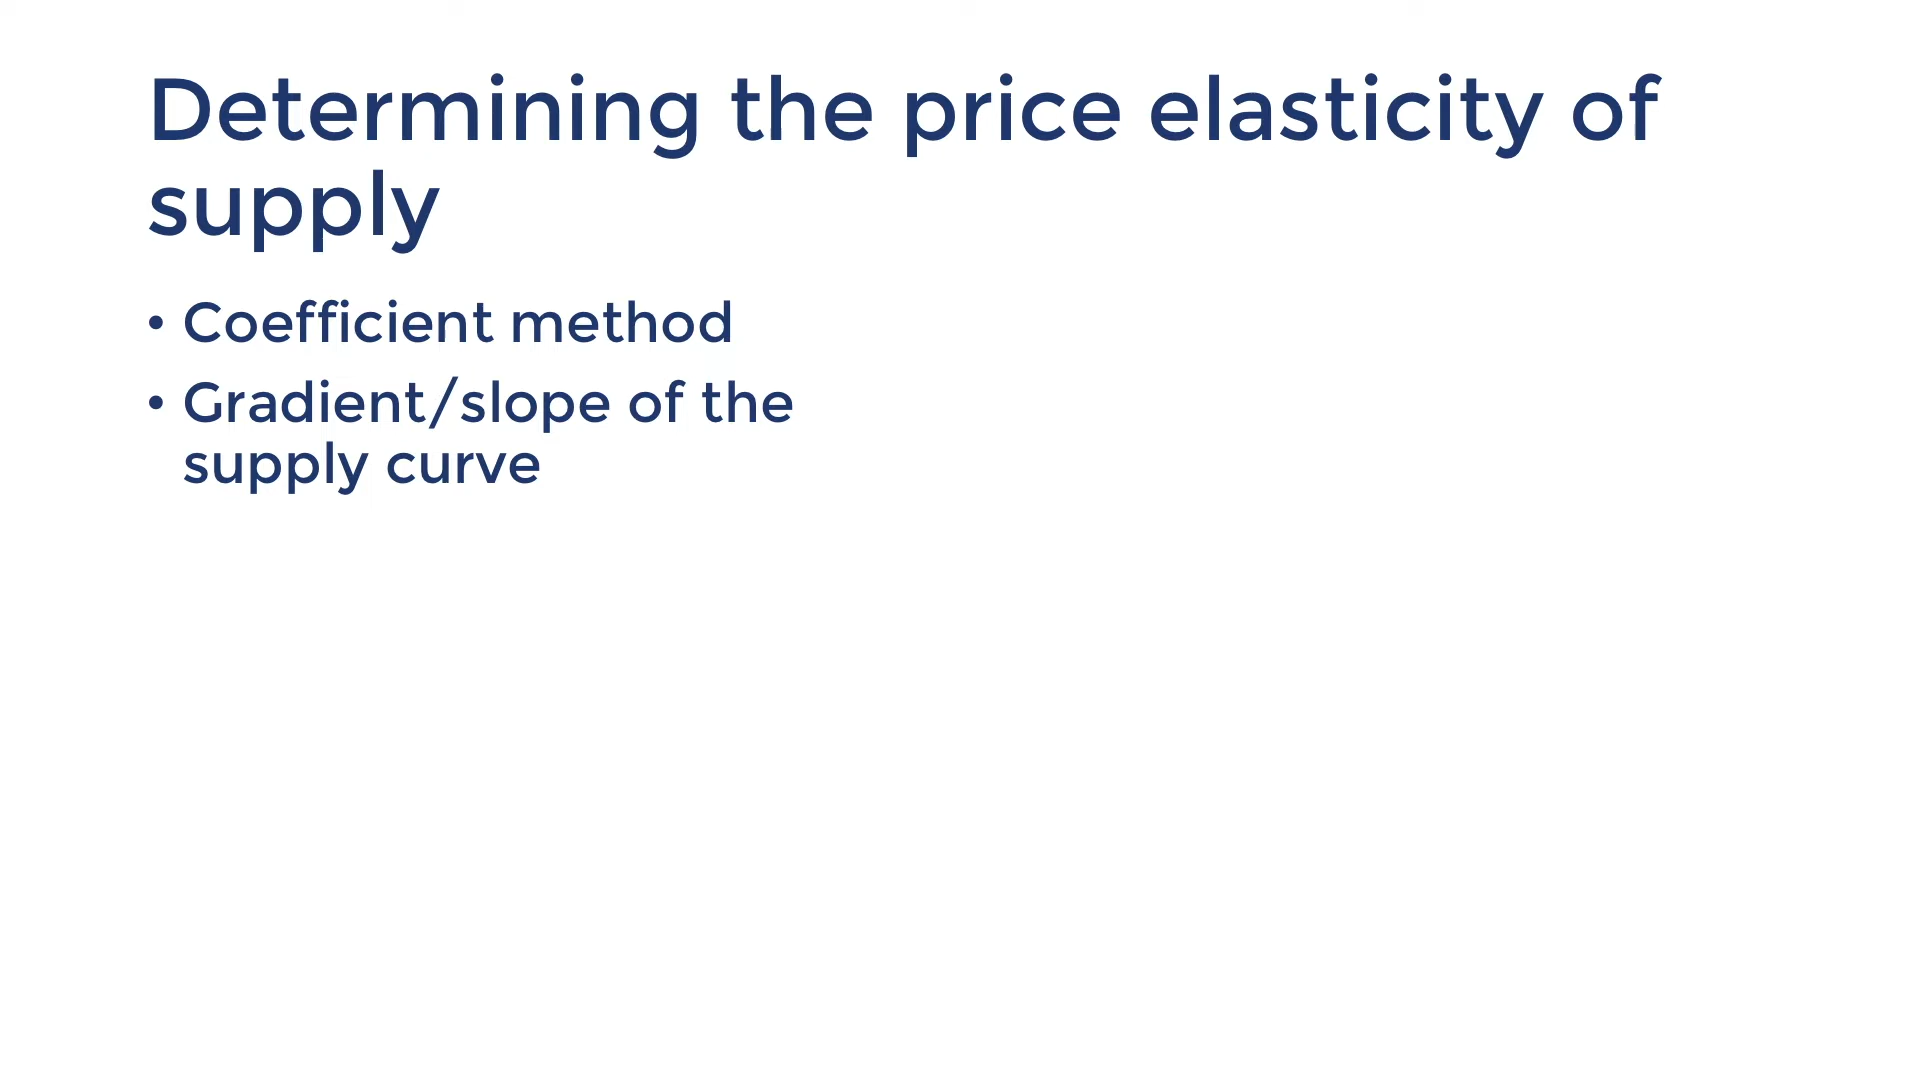 Determining the price elasticity of
supply
• Coefficient method
• Gradient/slope of the
supply curve